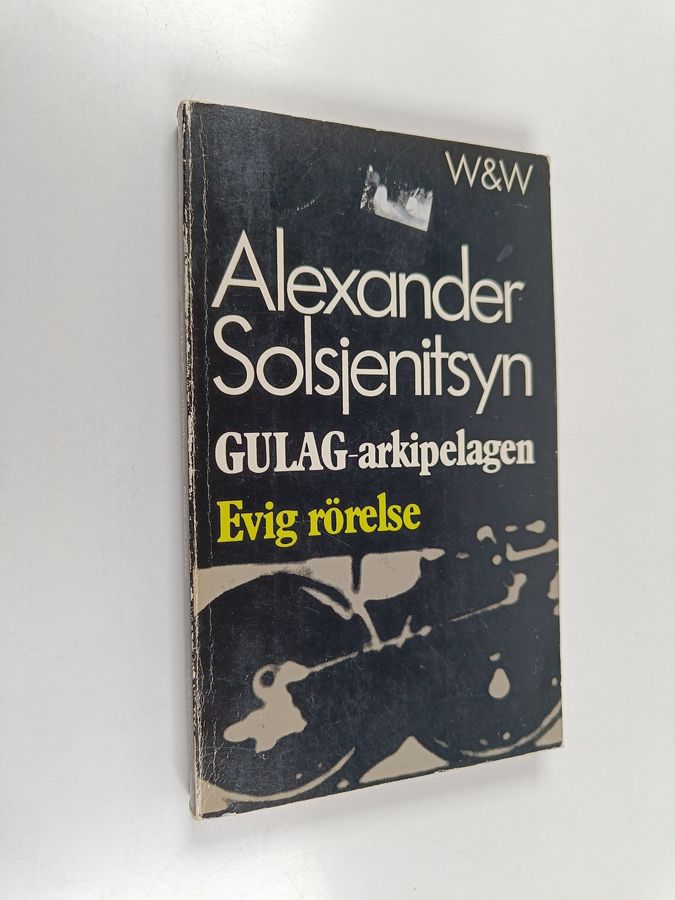 W&W
Alexander
Solsjenitsyn
GULAG-arkipelagen
Evig rörelse